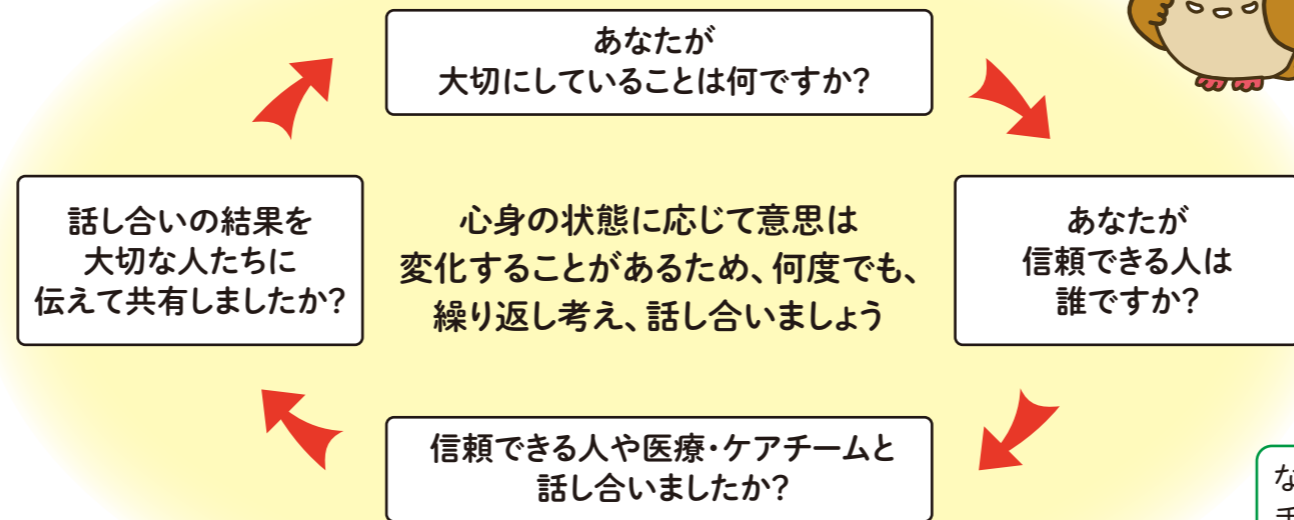 あなたが
大切にしていることは何ですか?
話し合いの結果を
大切な人たちに
伝えて共有しましたか?
心身の状態に応じて意思は
変化することがあるため、何度でも、
繰り返し考え、話し合いましょう
あなたが
信頼できる人は
誰ですか?
信頼できる人や医療・ケアチームと
話し合いましたか?
な